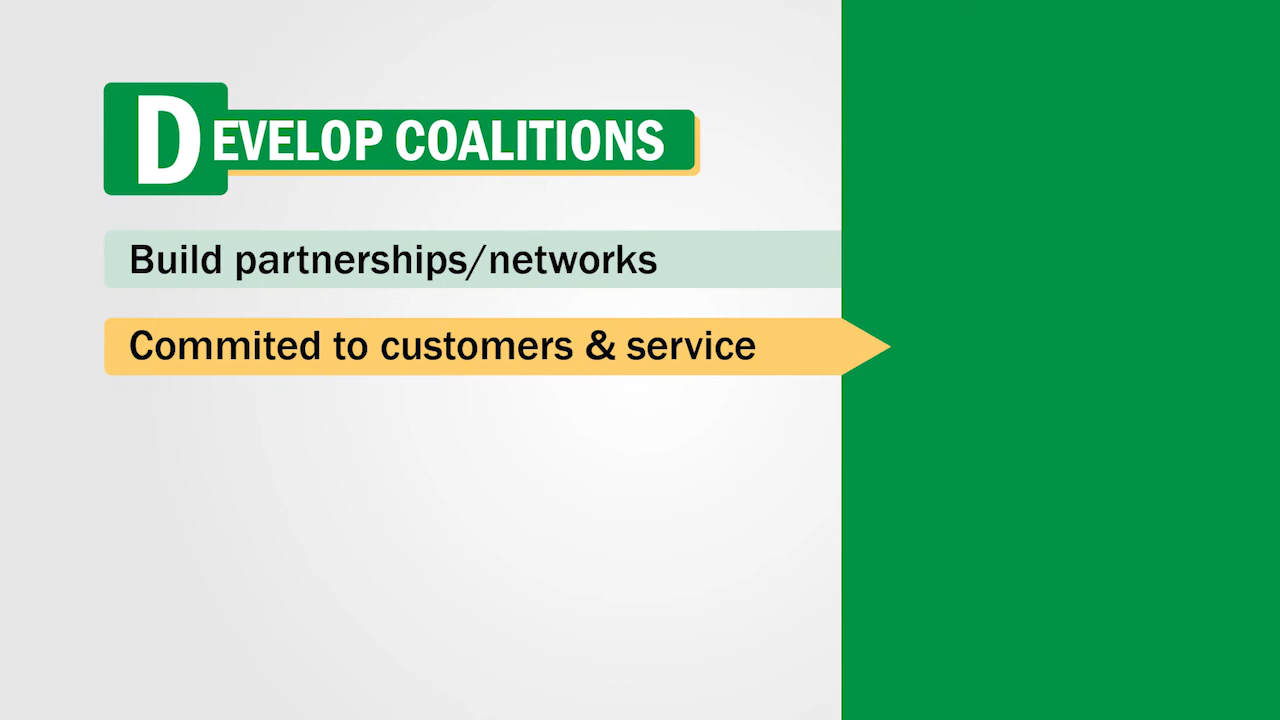 DEVELOP COALITIONS
Build partnerships/networks
Commited to customers & service